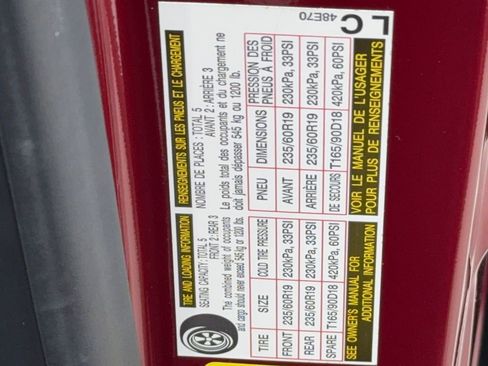 TIRE AND LOADING INFORMATION
SEATING CAPACITY: TOTAL 5
FRONT 2: REAR 3
The combined weight of occupants
and cargo should never exceed 545 kg or 1200 lbs.
TIRE SIZE COLD TIRE PRESSURE
FRONT 235/60R19 230kPa, 33PSI
REAR 235/60R19 230kPa, 33PSI
SPARE T165/90D18 420kPa, 60PSI
SEE OWNER'S MANUAL FOR
ADDITIONAL INFORMATION
RENSEIGNEMENTS SUR LES PNEUS ET LE CHARGEMENT
NOMBRE DE PLACES : TOTAL 5
AVANT 2: ARRIÈRE 3
Le poids total des occupants et du chargement ne
doit jamais dépasser 545 kg ou 1200 lb.
PNEU DIMENSIONS PRESSION DES PNEUS A FROID
AVANT 235/60R19 230kPa, 33PSI
ARRIÈRE 235/60R19 230kPa, 33PSI
DE SECOURS T165/90D18 420kPa, 60PSI
VOIR LE MANUEL DE L'USAGER
POUR PLUS DE RENSEIGNEMENTS
48E70
LC